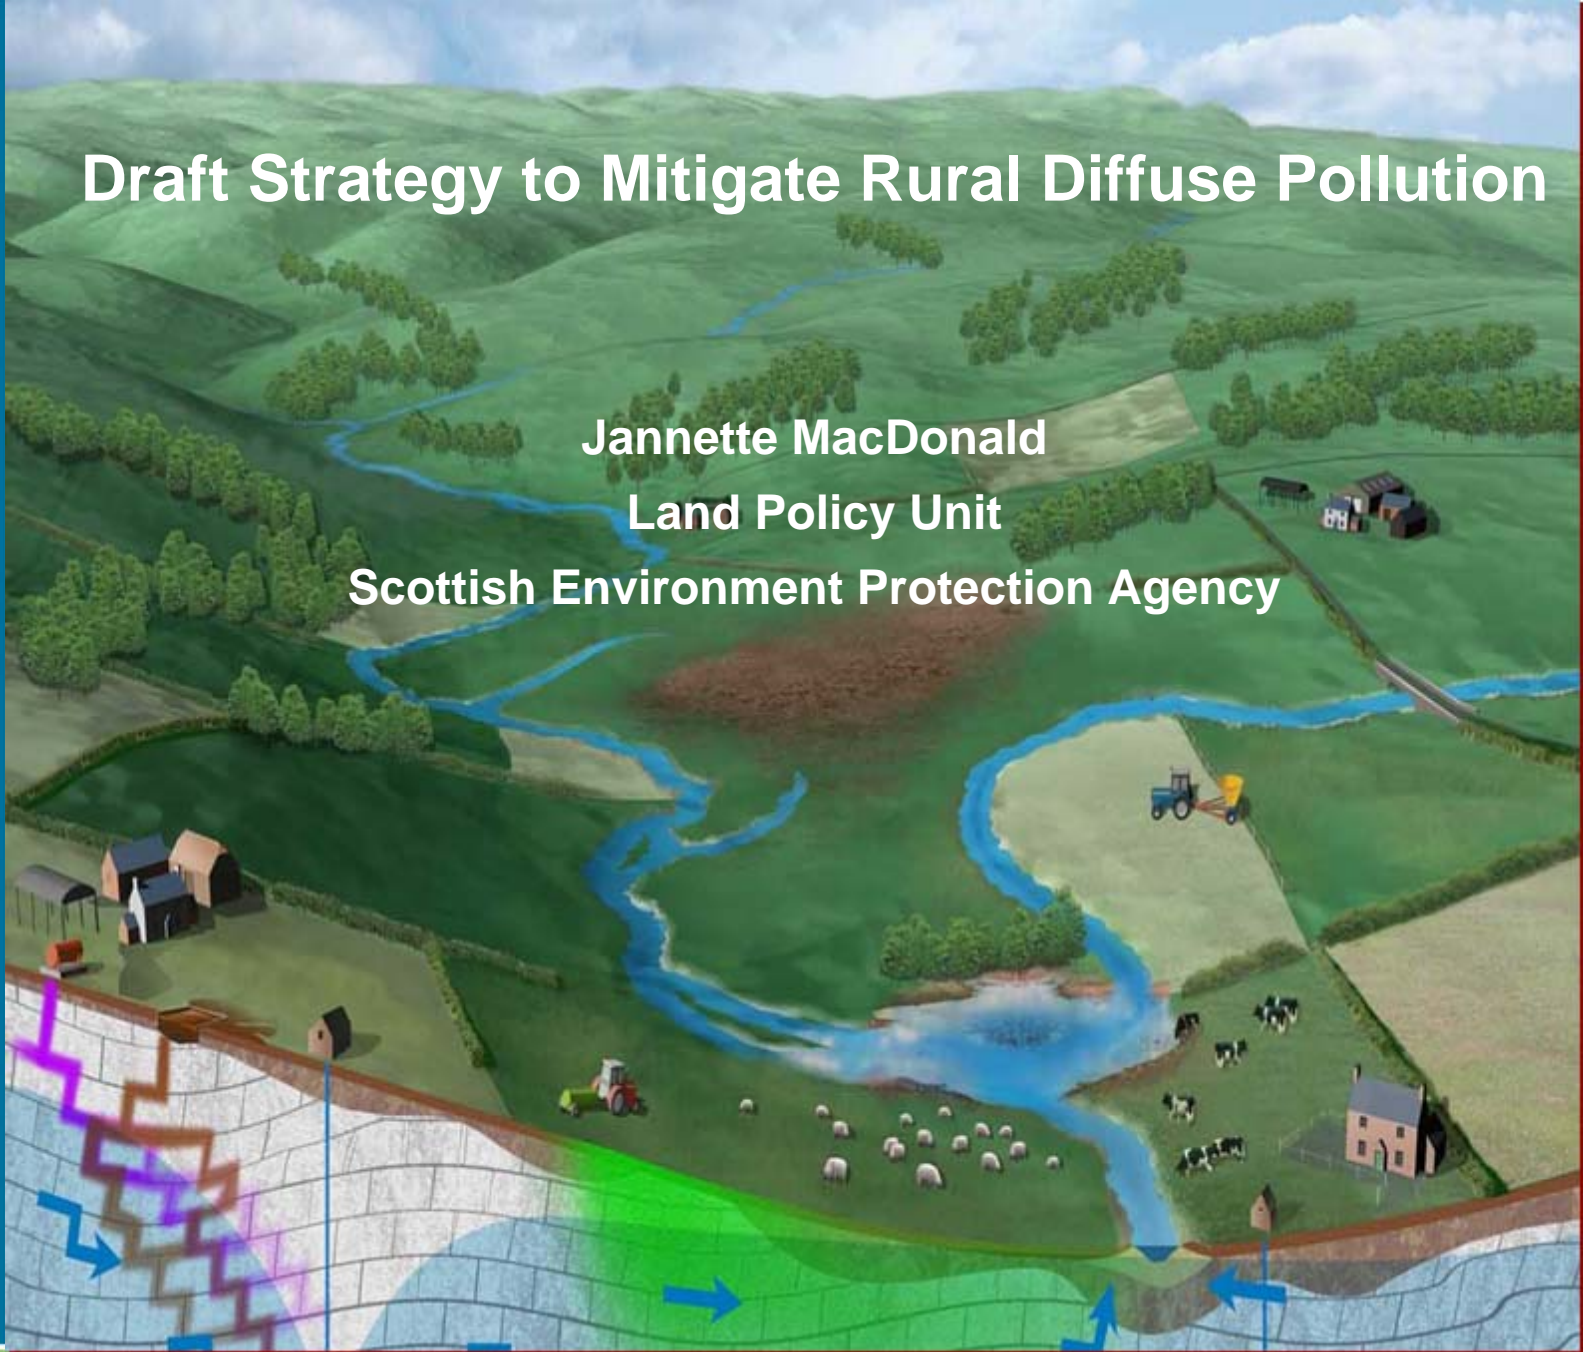 Draft Strategy to Mitigate Rural Diffuse Pollution
Jannette MacDonald
Land Policy Unit
Scottish Environment Protection Agency